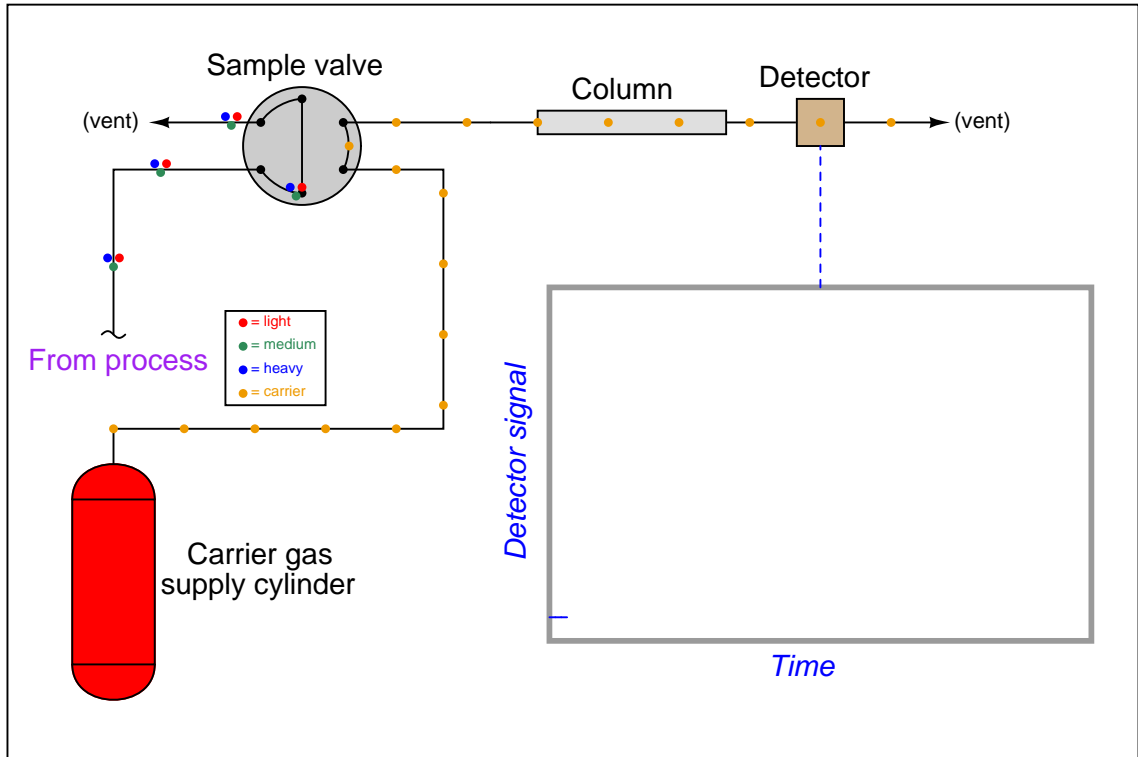 Sample valve
Column
Detector
(vent)
(vent)
= light
= medium
= heavy
= carrier
From process
Detector signal
Carrier gas
supply cylinder
Time